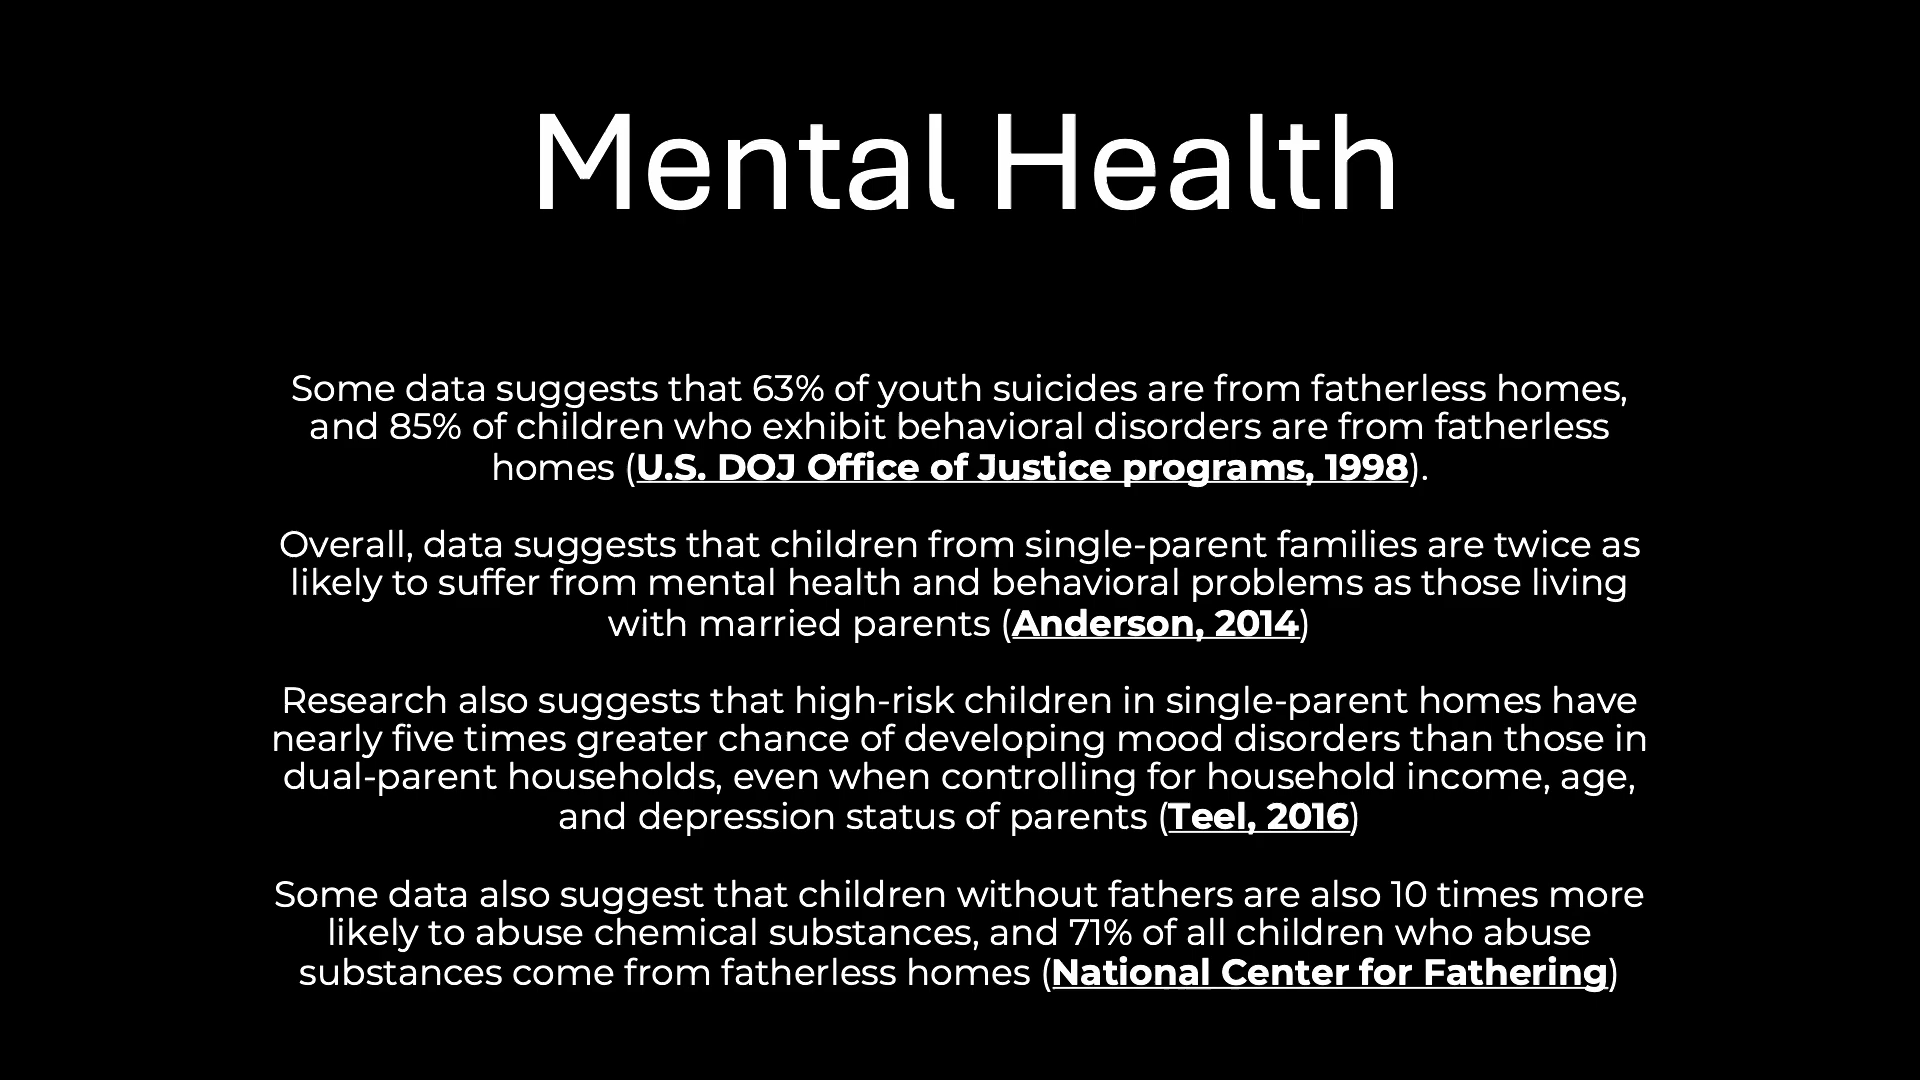 Mental Health
Some data suggests that 63% of youth suicides are from fatherless homes,
and 85% of children who exhibit behavioral disorders are from fatherless
homes (U.S. DOJ Office of Justice programs, 1998).
Overall, data suggests that children from single-parent families are twice as
likely to suffer from mental health and behavioral problems as those living
with married parents (Anderson, 2014)
Research also suggests that high-risk children in single-parent homes have
nearly five times greater chance of developing mood disorders than those in
dual-parent households, even when controlling for household income, age,
and depression status of parents (Teel, 2016)
Some data also suggest that children without fathers are also 10 times more
likely to abuse chemical substances, and 71% of all children who abuse
substances come from fatherless homes (National Center for Fathering)